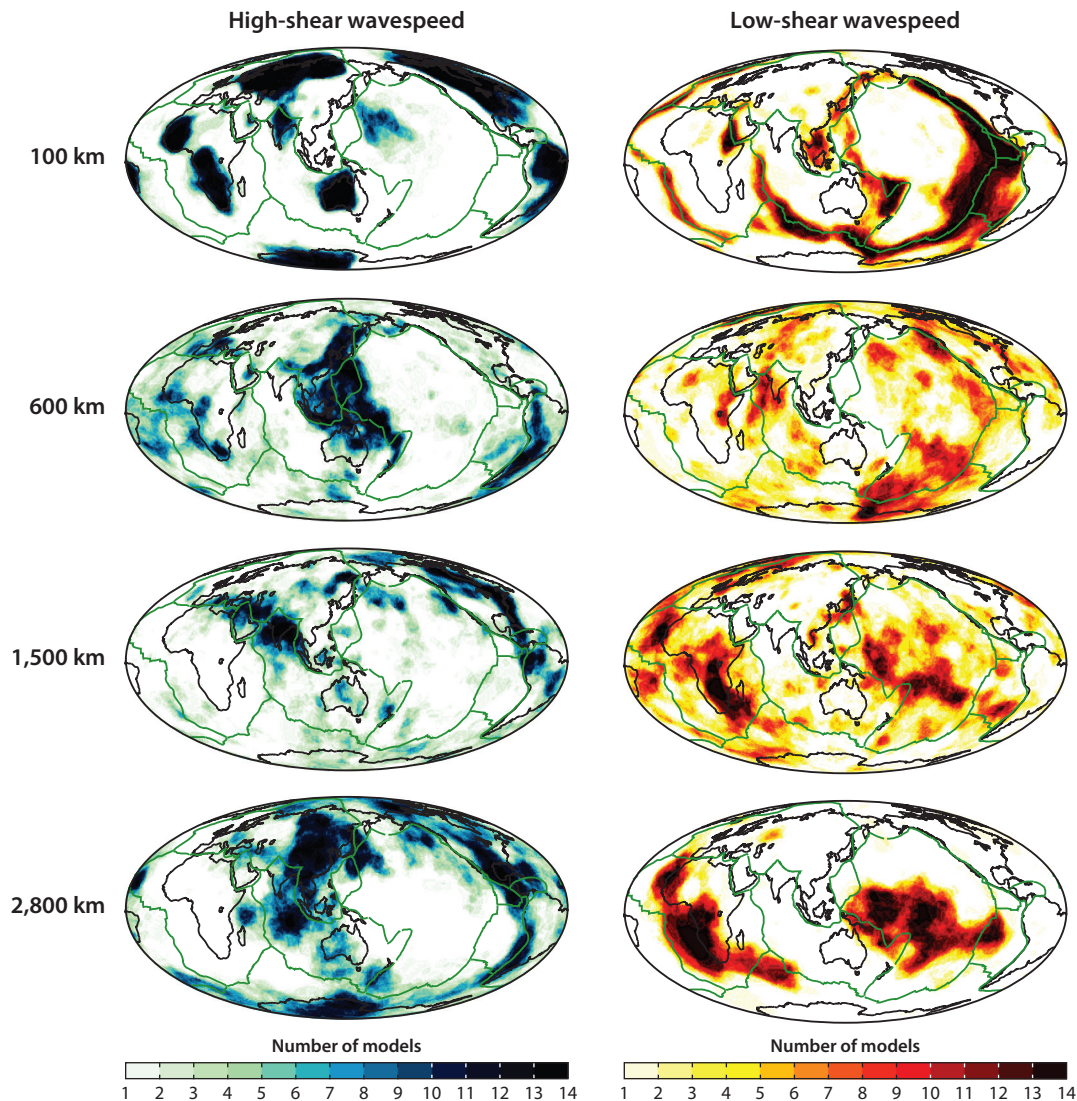 High-shear wavespeed
Low-shear wavespeed
100 km
600 km
1,500 km
2,800 km
Number of models
1 2 3 4 5 6 7 8 9 10 11 12 13 14
Number of models
1 2 3 4 5 6 7 8 9 10 11 12 13 14